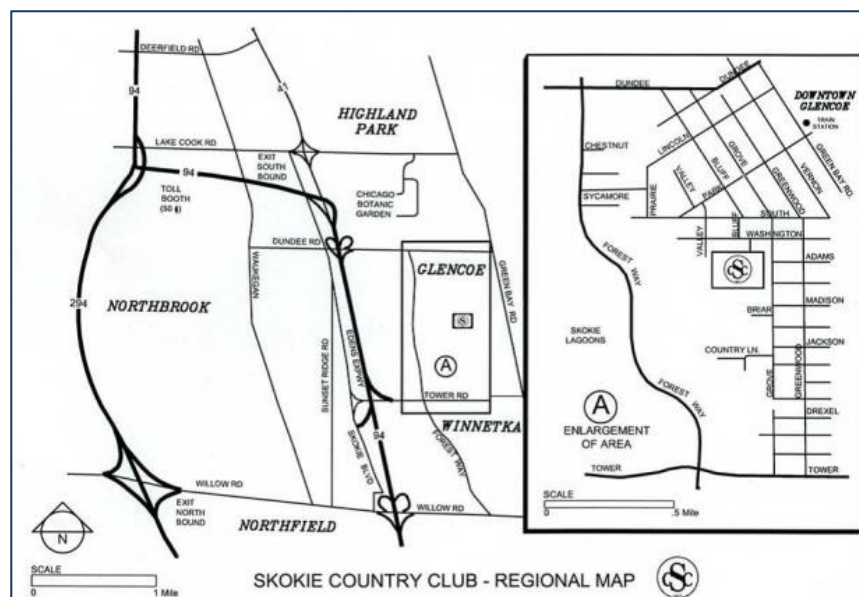 DEERFIELD RD
94
41
HIGHLAND
PARK
LAKE COOK RD
EXIT
SOUTH
BOUND
94
TOLL
BOOTH
(50 ¢)
CHICAGO
BOTANIC
GARDEN
DUNDEE RD
WAUKEGAN
GLENCOE
GREEN BAY RD
294
NORTHBROOK
SUNSET RIDGE RD
EDENS EXPWY
A
TOWER RD
94
SKOKIE BLVD
FOREST WAY
WINNETKA
WILLOW RD
WILLOW RD
EXIT
NORTH
BOUND
NORTHFIELD
N
SCALE
0 1 Mile
SKOKIE COUNTRY CLUB - REGIONAL MAP
DUNDEE
DUNDEE
DOWNTOWN
GLENCOE
TRAIN
STATION
CHESTNUT
LINCOLN
GROVE
BLUFF
VALLEY
PARK
GREENWOOD
VERNON
GREEN BAY RD.
SYCAMORE
PRAIRIE
SOUTH
BLUFF
VALLEY
WASHINGTON
FOREST WAY
ADAMS
MADISON
BRIAR
SKOKIE
LAGOONS
JACKSON
COUNTRY LN.
GROVE
GREENWOOD
FOREST WAY
A
ENLARGEMENT
OF AREA
DREXEL
TOWER
TOWER
SCALE
0 .5 Mile